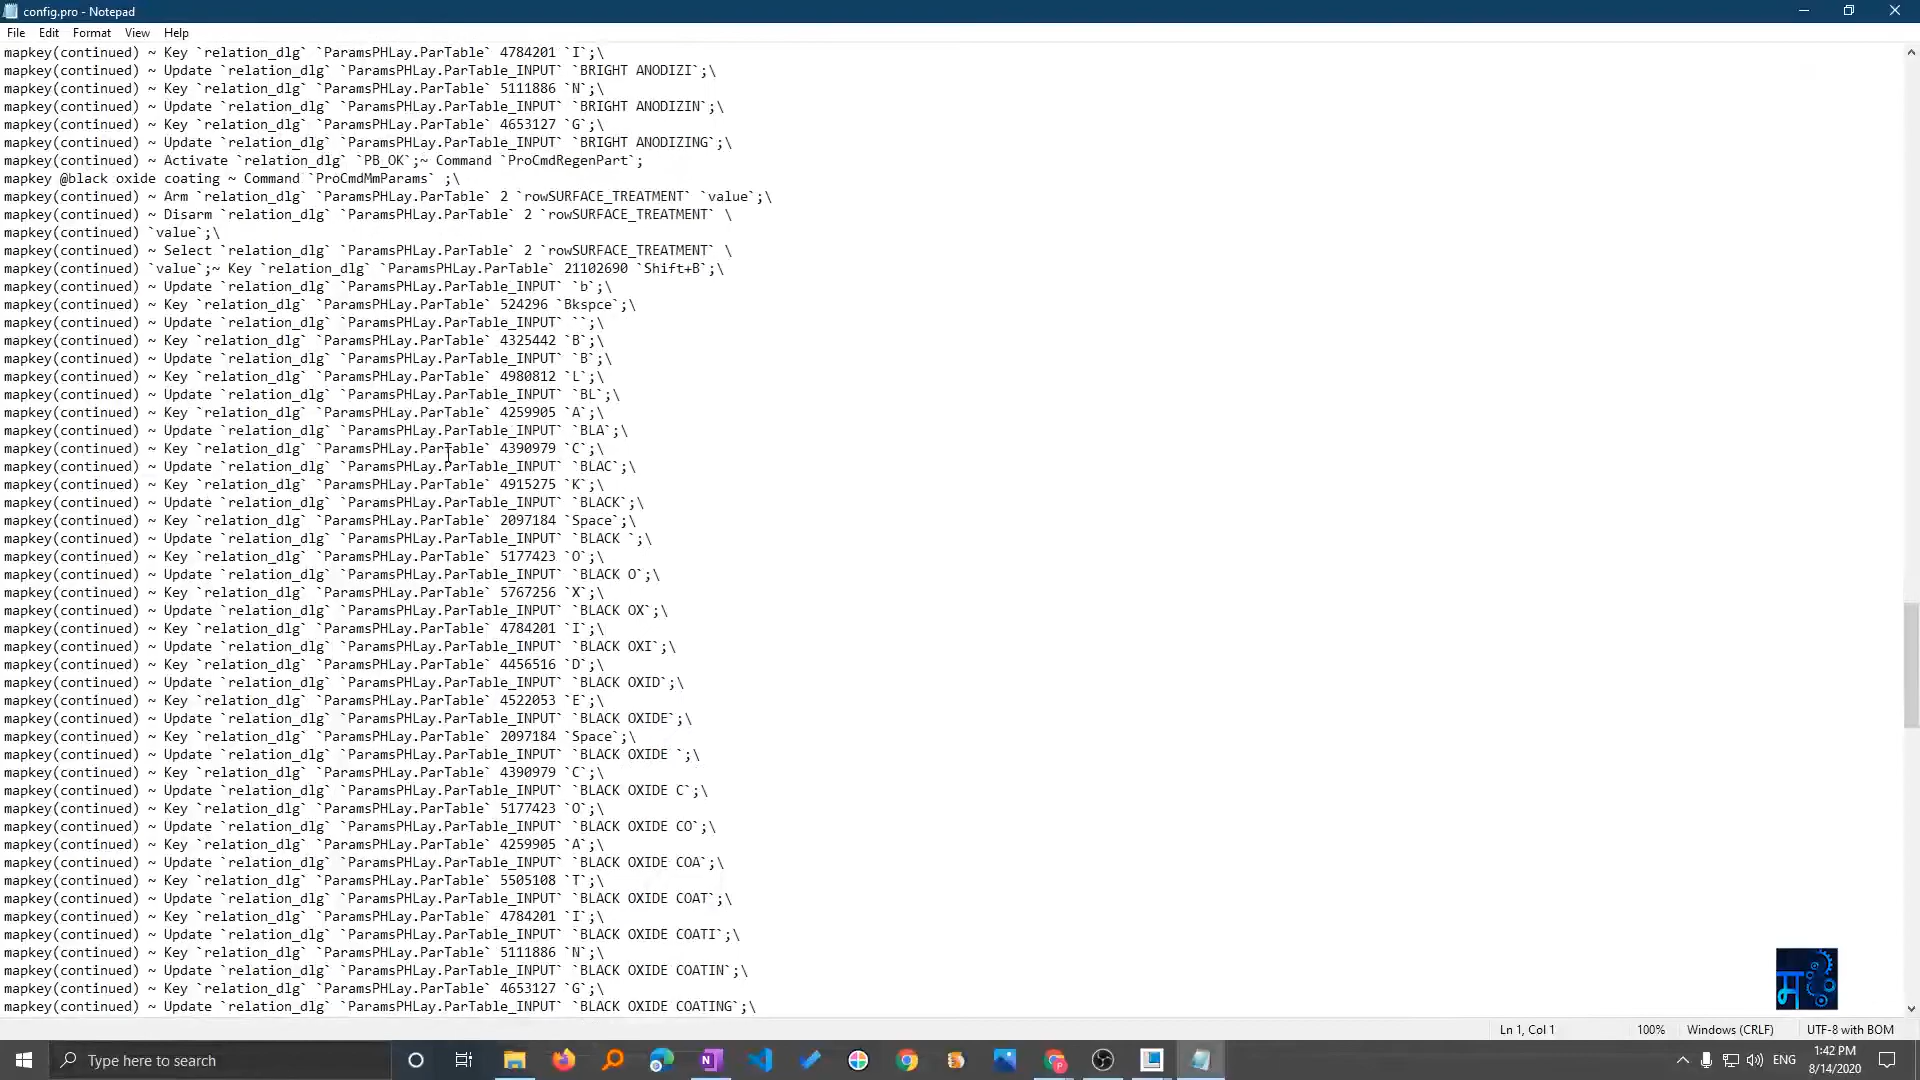 config.pro - Notepad
File Edit Format View Help
mapkey(continued) ~ Key `relation_dlg` `ParamsPHLay.ParTable` 4784201 `I`;\
mapkey(continued) ~ Update `relation_dlg` `ParamsPHLay.ParTable_INPUT` `BRIGHT ANODIZI`;\
mapkey(continued) ~ Key `relation_dlg` `ParamsPHLay.ParTable` 5111886 `N`;\
mapkey(continued) ~ Update `relation_dlg` `ParamsPHLay.ParTable_INPUT` `BRIGHT ANODIZIN`;\
mapkey(continued) ~ Key `relation_dlg` `ParamsPHLay.ParTable` 4653127 `G`;\
mapkey(continued) ~ Update `relation_dlg` `ParamsPHLay.ParTable_INPUT` `BRIGHT ANODIZING`;\
mapkey(continued) ~ Activate `relation_dlg` `PB_OK`;~ Command `ProCmdRegenPart`;
mapkey @black oxide coating ~ Command `ProCmdMmParams` ;\
mapkey(continued) ~ Arm `relation_dlg` `ParamsPHLay.ParTable` 2 `rowSURFACE_TREATMENT` `value`;\
mapkey(continued) ~ Disarm `relation_dlg` `ParamsPHLay.ParTable` 2 `rowSURFACE_TREATMENT` \
mapkey(continued) `value`;\
mapkey(continued) ~ Select `relation_dlg` `ParamsPHLay.ParTable` 2 `rowSURFACE_TREATMENT` \
mapkey(continued) `value`;~ Key `relation_dlg` `ParamsPHLay.ParTable` 21102690 `Shift+B`;\
mapkey(continued) ~ Update `relation_dlg` `ParamsPHLay.ParTable_INPUT` `b`;\
mapkey(continued) ~ Key `relation_dlg` `ParamsPHLay.ParTable` 524296 `Bkspce`;\
mapkey(continued) ~ Update `relation_dlg` `ParamsPHLay.ParTable_INPUT` ``;\
mapkey(continued) ~ Key `relation_dlg` `ParamsPHLay.ParTable` 4325442 `B`;\
mapkey(continued) ~ Update `relation_dlg` `ParamsPHLay.ParTable_INPUT` `B`;\
mapkey(continued) ~ Key `relation_dlg` `ParamsPHLay.ParTable` 4980812 `L`;\
mapkey(continued) ~ Update `relation_dlg` `ParamsPHLay.ParTable_INPUT` `BL`;\
mapkey(continued) ~ Key `relation_dlg` `ParamsPHLay.ParTable` 4259905 `A`;\
mapkey(continued) ~ Update `relation_dlg` `ParamsPHLay.ParTable_INPUT` `BLA`;\
mapkey(continued) ~ Key `relation_dlg` `ParamsPHLay.ParTable` 4390979 `C`;\
mapkey(continued) ~ Update `relation_dlg` `ParamsPHLay.ParTable_INPUT` `BLAC`;\
mapkey(continued) ~ Key `relation_dlg` `ParamsPHLay.ParTable` 4915275 `K`;\
mapkey(continued) ~ Update `relation_dlg` `ParamsPHLay.ParTable_INPUT` `BLACK`;\
mapkey(continued) ~ Key `relation_dlg` `ParamsPHLay.ParTable` 2097184 `Space`;\
mapkey(continued) ~ Update `relation_dlg` `ParamsPHLay.ParTable_INPUT` `BLACK `;\
mapkey(continued) ~ Key `relation_dlg` `ParamsPHLay.ParTable` 5177423 `O`;\
mapkey(continued) ~ Update `relation_dlg` `ParamsPHLay.ParTable_INPUT` `BLACK O`;\
mapkey(continued) ~ Key `relation_dlg` `ParamsPHLay.ParTable` 5767256 `X`;\
mapkey(continued) ~ Update `relation_dlg` `ParamsPHLay.ParTable_INPUT` `BLACK OX`;\
mapkey(continued) ~ Key `relation_dlg` `ParamsPHLay.ParTable` 4784201 `I`;\
mapkey(continued) ~ Update `relation_dlg` `ParamsPHLay.ParTable_INPUT` `BLACK OXI`;\
mapkey(continued) ~ Key `relation_dlg` `ParamsPHLay.ParTable` 4456516 `D`;\
mapkey(continued) ~ Update `relation_dlg` `ParamsPHLay.ParTable_INPUT` `BLACK OXID`;\
mapkey(continued) ~ Key `relation_dlg` `ParamsPHLay.ParTable` 4522053 `E`;\
mapkey(continued) ~ Update `relation_dlg` `ParamsPHLay.ParTable_INPUT` `BLACK OXIDE`;\
mapkey(continued) ~ Key `relation_dlg` `ParamsPHLay.ParTable` 2097184 `Space`;\
mapkey(continued) ~ Update `relation_dlg` `ParamsPHLay.ParTable_INPUT` `BLACK OXIDE `;\
mapkey(continued) ~ Key `relation_dlg` `ParamsPHLay.ParTable` 4390979 `C`;\
mapkey(continued) ~ Update `relation_dlg` `ParamsPHLay.ParTable_INPUT` `BLACK OXIDE C`;\
mapkey(continued) ~ Key `relation_dlg` `ParamsPHLay.ParTable` 5177423 `O`;\
mapkey(continued) ~ Update `relation_dlg` `ParamsPHLay.ParTable_INPUT` `BLACK OXIDE CO`;\
mapkey(continued) ~ Key `relation_dlg` `ParamsPHLay.ParTable` 4259905 `A`;\
mapkey(continued) ~ Update `relation_dlg` `ParamsPHLay.ParTable_INPUT` `BLACK OXIDE COA`;\
mapkey(continued) ~ Key `relation_dlg` `ParamsPHLay.ParTable` 5505108 `T`;\
mapkey(continued) ~ Update `relation_dlg` `ParamsPHLay.ParTable_INPUT` `BLACK OXIDE COAT`;\
mapkey(continued) ~ Key `relation_dlg` `ParamsPHLay.ParTable` 4784201 `I`;\
mapkey(continued) ~ Update `relation_dlg` `ParamsPHLay.ParTable_INPUT` `BLACK OXIDE COATI`;\
mapkey(continued) ~ Key `relation_dlg` `ParamsPHLay.ParTable` 5111886 `N`;\
mapkey(continued) ~ Update `relation_dlg` `ParamsPHLay.ParTable_INPUT` `BLACK OXIDE COATIN`;\
mapkey(continued) ~ Key `relation_dlg` `ParamsPHLay.ParTable` 4653127 `G`;\
mapkey(continued) ~ Update `relation_dlg` `ParamsPHLay.ParTable_INPUT` `BLACK OXIDE COATING`;\
म
Ln 1, Col 1 100% Windows (CRLF) UTF-8 with BOM
Type here to search
ENG
1:42 PM
8/14/2020